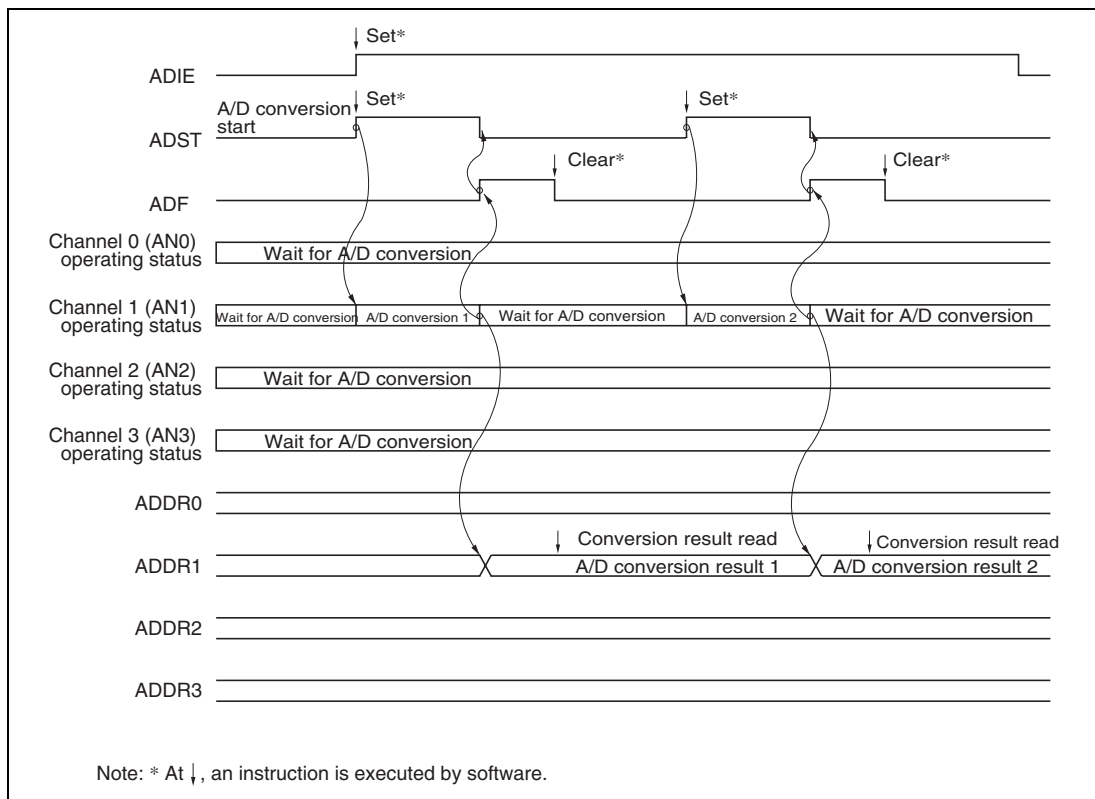 Set*
ADIE
A/D conversion start
Set*
Set*
ADST
Clear*
Clear*
ADF
Channel 0 (AN0)
operating status
Wait for A/D conversion
Channel 1 (AN1)
operating status
Wait for A/D conversion
A/D conversion 1
Wait for A/D conversion
A/D conversion 2
Wait for A/D conversion
Channel 2 (AN2)
operating status
Wait for A/D conversion
Channel 3 (AN3)
operating status
Wait for A/D conversion
ADDR0
Conversion result read
Conversion result read
ADDR1
A/D conversion result 1
A/D conversion result 2
ADDR2
ADDR3
Note: * At ↓, an instruction is executed by software.